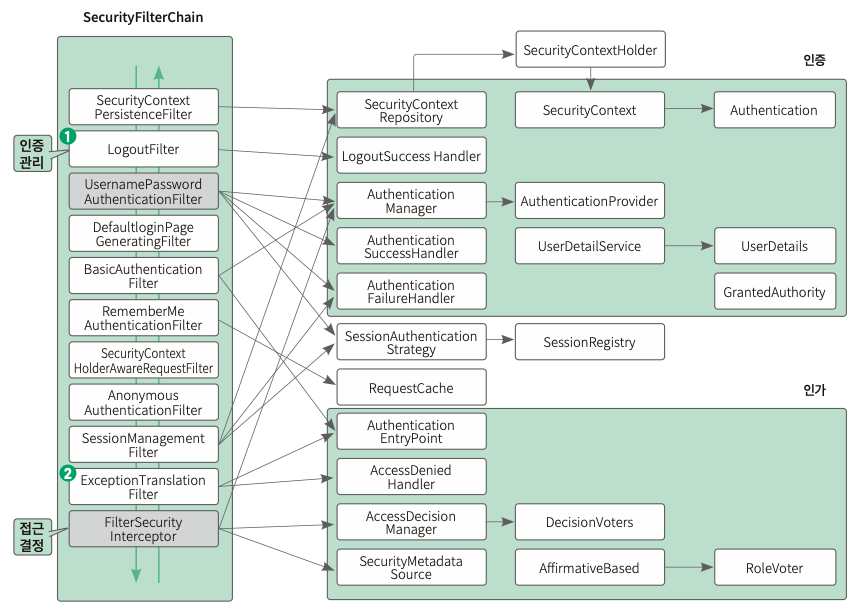 SecurityFilterChain
SecurityContext
PersistenceFilter
1
LogoutFilter
인증
관리
UsernamePassword
AuthenticationFilter
DefaultloginPage
GeneratingFilter
BasicAuthentication
Filter
RememberMe
AuthenticationFilter
SecurityContext
HolderAwareRequestFilter
Anonymous
AuthenticationFilter
SessionManagement
Filter
2
ExceptionTranslation
Filter
접근
결정
FilterSecurity
Interceptor
SecurityContextHolder
인증
SecurityContext
Repository
SecurityContext
Authentication
LogoutSuccess Handler
Authentication
Manager
AuthenticationProvider
Authentication
SuccessHandler
UserDetailService
UserDetails
Authentication
FailureHandler
GrantedAuthority
SessionAuthentication
Strategy
SessionRegistry
RequestCache
인가
Authentication
EntryPoint
AccessDenied
Handler
AccessDecision
Manager
DecisionVoters
SecurityMetadata
Source
AffirmativeBased
RoleVoter